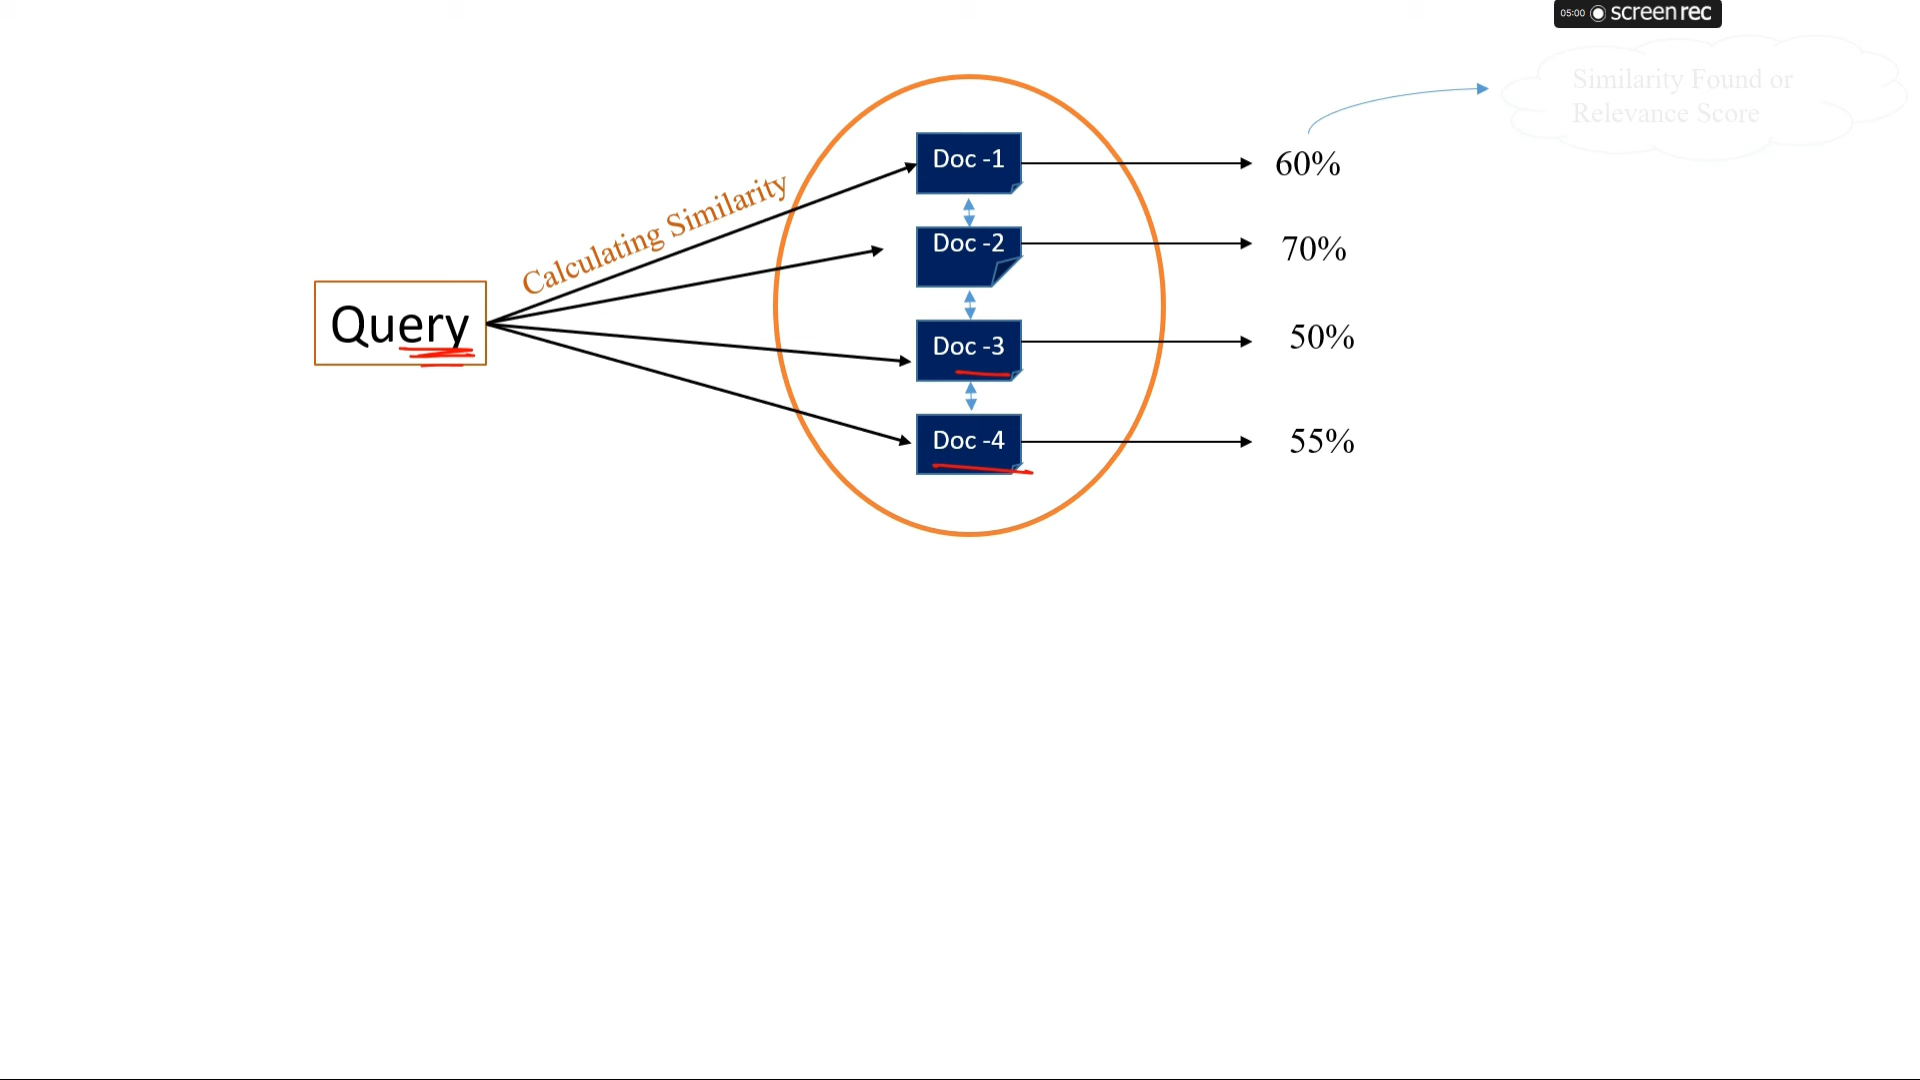 05:00 screenrec
Similarity Found or
Relevance Score
Doc -1
60%
Calculating Similarity
Doc -2
70%
Query
Doc -3
50%
Doc -4
55%